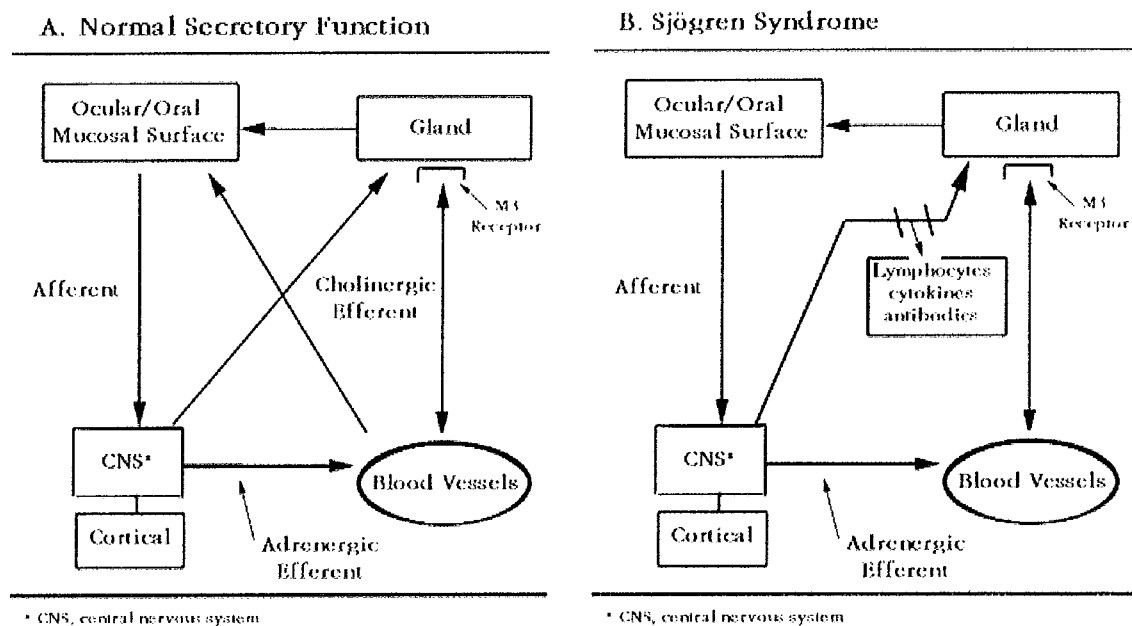 A. Normal Secretory Function
Ocular/Oral
Mucosal Surface
Gland
M3
Receptor
Afferent
Cholinergic
Efferent
CNS*
Blood Vessels
Cortical
Adrenergic
Efferent
* CNS, central nervous system
B. Sjögren Syndrome
Ocular/Oral
Mucosal Surface
Gland
M3
Receptor
Lymphocytes
cytokines
antibodies
Afferent
CNS*
Blood Vessels
Cortical
Adrenergic
Efferent
* CNS, central nervous system